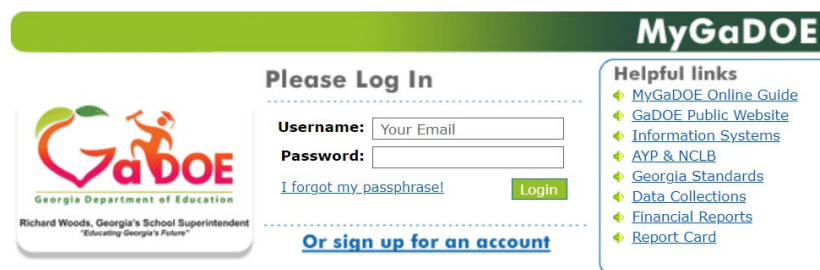 MyGaDOE
Please Log In
Username: Your Email
Password:
I forgot my passphrase!
Login
Or sign up for an account
GaDOE
Georgia Department of Education
Richard Woods, Georgia's School Superintendent
"Educating Georgia's Future"
Helpful links
MyGaDOE Online Guide
GaDOE Public Website
Information Systems
AYP & NCLB
Georgia Standards
Data Collections
Financial Reports
Report Card